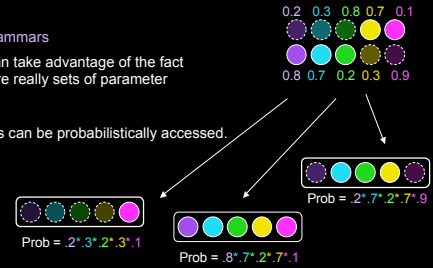 0.2 0.3 0.8 0.7 0.1
ammars
an take advantage of the fact
re really sets of parameter
0.8 0.7 0.2 0.3 0.9
s can be probabilistically accessed.
Prob = .2*.7*.2*.7*.9
Prob = .2*.3*.2*.3*.1
Prob = .8*.7*.2*.7*.1